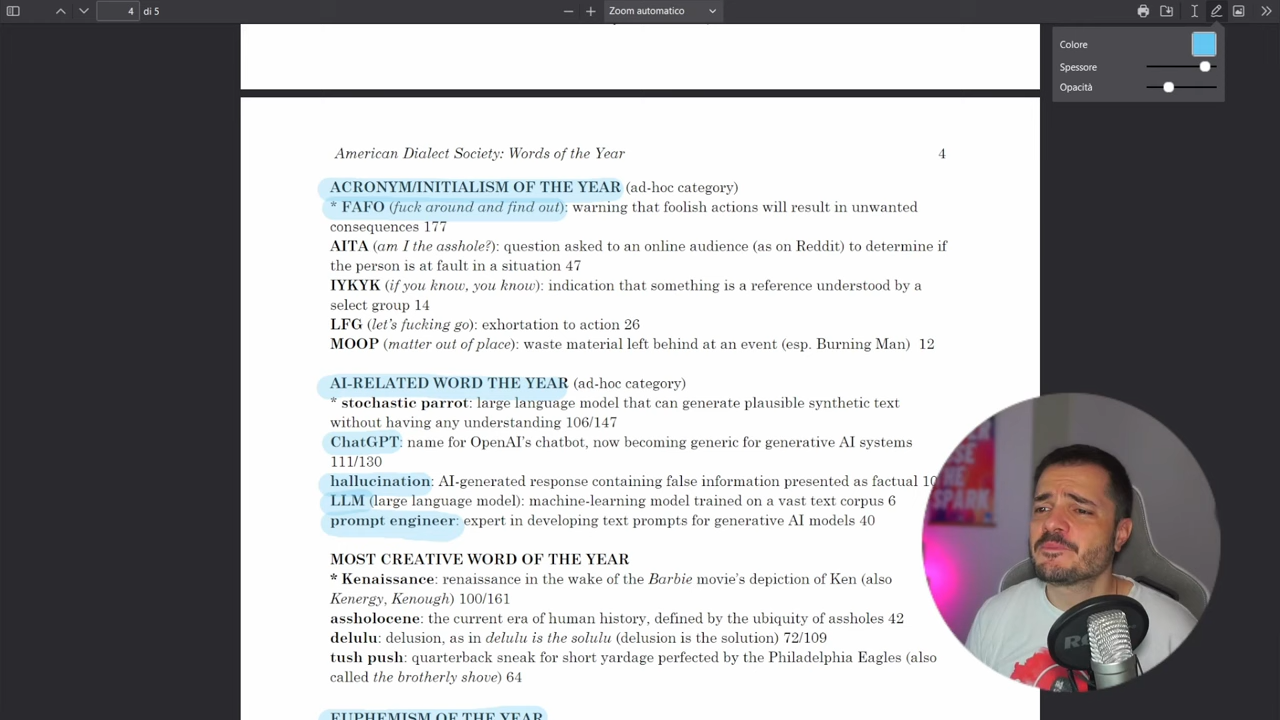 4 di 5
Zoom automatico
Colore
Spessore
Opacità
American Dialect Society: Words of the Year 4
ACRONYM/INITIALISM OF THE YEAR (ad-hoc category)
* FAFO (fuck around and find out): warning that foolish actions will result in unwanted
consequences 177
AITA (am I the asshole?): question asked to an online audience (as on Reddit) to determine if
the person is at fault in a situation 47
IYKYK (if you know, you know): indication that something is a reference understood by a
select group 14
LFG (let's fucking go): exhortation to action 26
MOOP (matter out of place): waste material left behind at an event (esp. Burning Man) 12
AI-RELATED WORD THE YEAR (ad-hoc category)
* stochastic parrot: large language model that can generate plausible synthetic text
without having any understanding 106/147
ChatGPT: name for OpenAI's chatbot, now becoming generic for generative AI systems
111/130
hallucination: AI-generated response containing false information presented as factual
LLM (large language model): machine-learning model trained on a vast text corpus 6
prompt engineer: expert in developing text prompts for generative AI models 40
MOST CREATIVE WORD OF THE YEAR
* Kenaissance: renaissance in the wake of the Barbie movie's depiction of Ken (also
Kenergy, Kenough) 100/161
assholocene: the current era of human history, defined by the ubiquity of assholes 42
delulu: delusion, as in delulu is the solulu (delusion is the solution) 72/109
tush push: quarterback sneak for short yardage perfected by the Philadelphia Eagles (also
called the brotherly shove) 64
EUPHEMISM OF THE YEAR